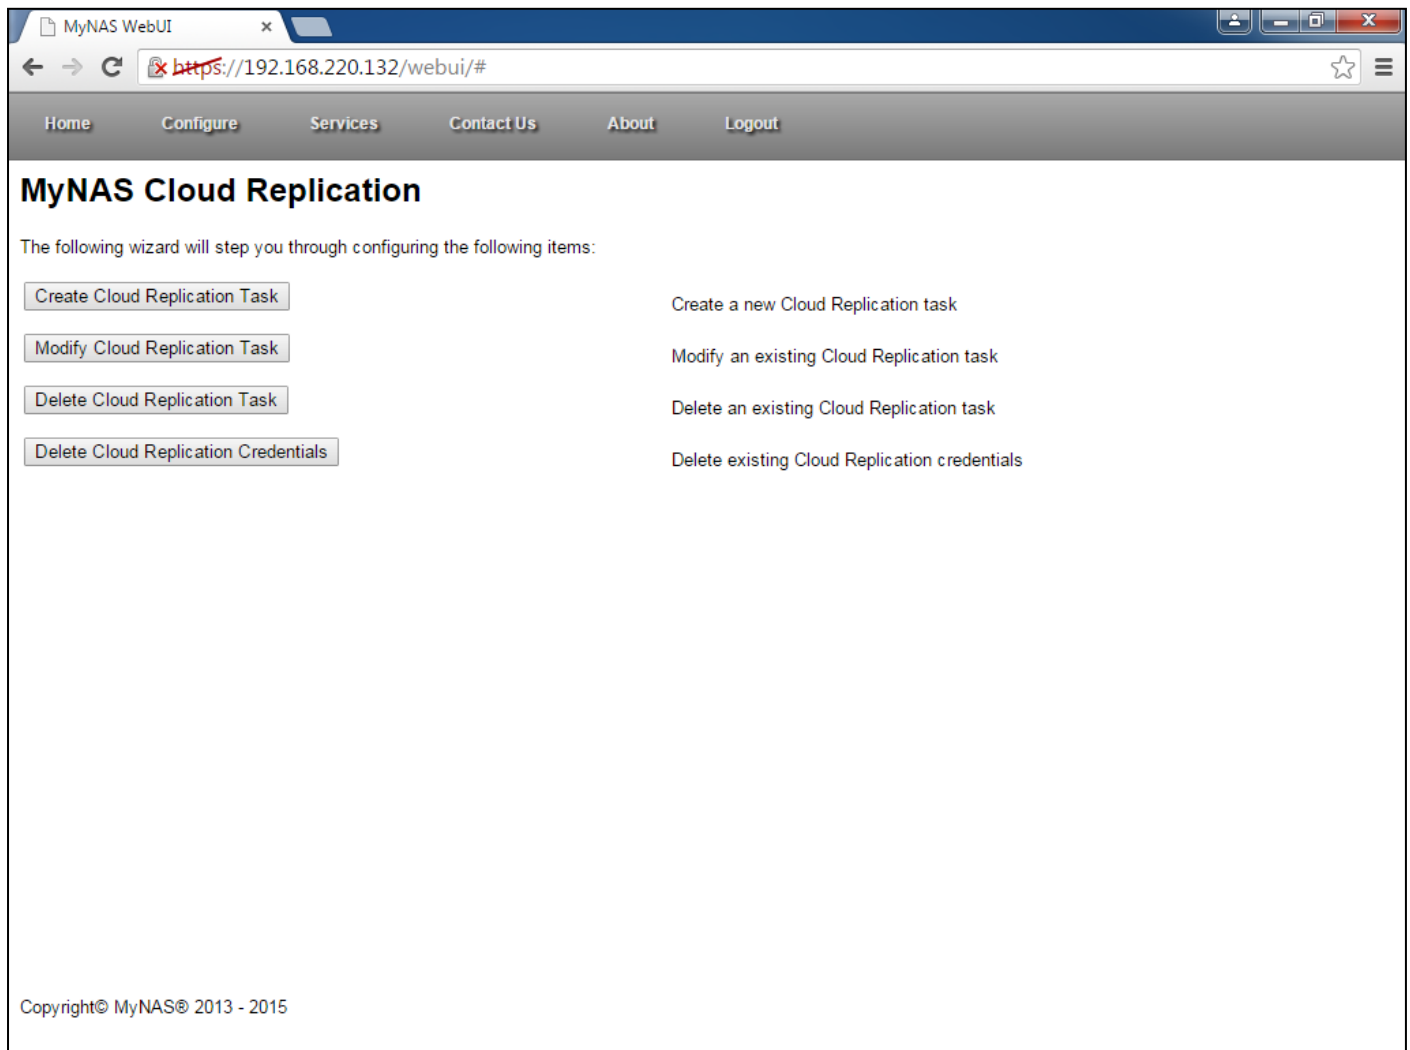 MyNAS WebUI
https://192.168.220.132/webui/#
Home Configure Services Contact Us About Logout
MyNAS Cloud Replication
The following wizard will step you through configuring the following items:
Create Cloud Replication Task Create a new Cloud Replication task
Modify Cloud Replication Task Modify an existing Cloud Replication task
Delete Cloud Replication Task Delete an existing Cloud Replication task
Delete Cloud Replication Credentials Delete existing Cloud Replication credentials
Copyright© MyNAS® 2013 - 2015